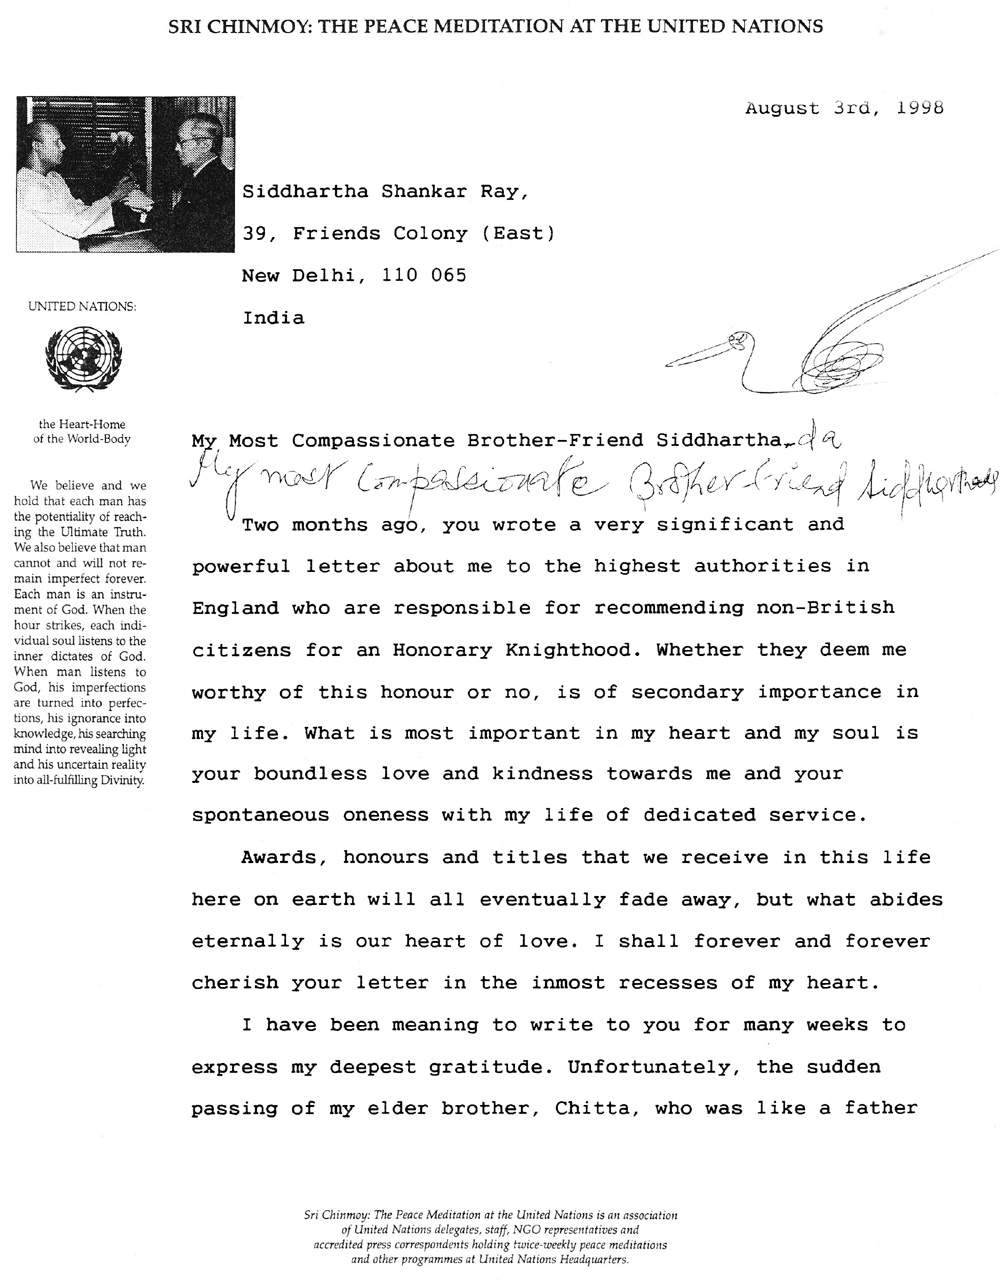 SRI CHINMOY: THE PEACE MEDITATION AT THE UNITED NATIONS
August 3rd, 1998
Siddhartha Shankar Ray,
39, Friends Colony (East)
New Delhi, 110 065
India
UNITED NATIONS:
the Heart-Home
of the World-Body
We believe and we
hold that each man has
the potentiality of reach-
ing the Ultimate Truth.
We also believe that man
cannot and will not re-
main imperfect forever.
Each man is an instru-
ment of God. When the
hour strikes, each indi-
vidual soul listens to the
inner dictates of God.
When man listens to
God, his imperfections
are turned into perfec-
tions, his ignorance into
knowledge, his searching
mind into revealing light
and his uncertain reality
into all-fulfilling Divinity.
My Most Compassionate Brother-Friend Siddhartha, da
My most Compassionate Brother-Friend Siddhartha
Two months ago, you wrote a very significant and
powerful letter about me to the highest authorities in
England who are responsible for recommending non-British
citizens for an Honorary Knighthood. Whether they deem me
worthy of this honour or no, is of secondary importance in
my life. What is most important in my heart and my soul is
your boundless love and kindness towards me and your
spontaneous oneness with my life of dedicated service.
Awards, honours and titles that we receive in this life
here on earth will all eventually fade away, but what abides
eternally is our heart of love. I shall forever and forever
cherish your letter in the inmost recesses of my heart.
I have been meaning to write to you for many weeks to
express my deepest gratitude. Unfortunately, the sudden
passing of my elder brother, Chitta, who was like a father
Sri Chinmoy: The Peace Meditation at the United Nations is an association
of United Nations delegates, staff, NGO representatives and
accredited press correspondents holding twice-weekly peace meditations
and other programmes at United Nations Headquarters.